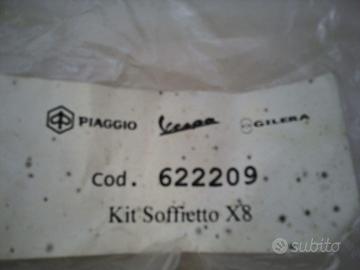 PIAGGIO Vespa GILERA
Cod. 622209
Kit Soffietto X8
subito